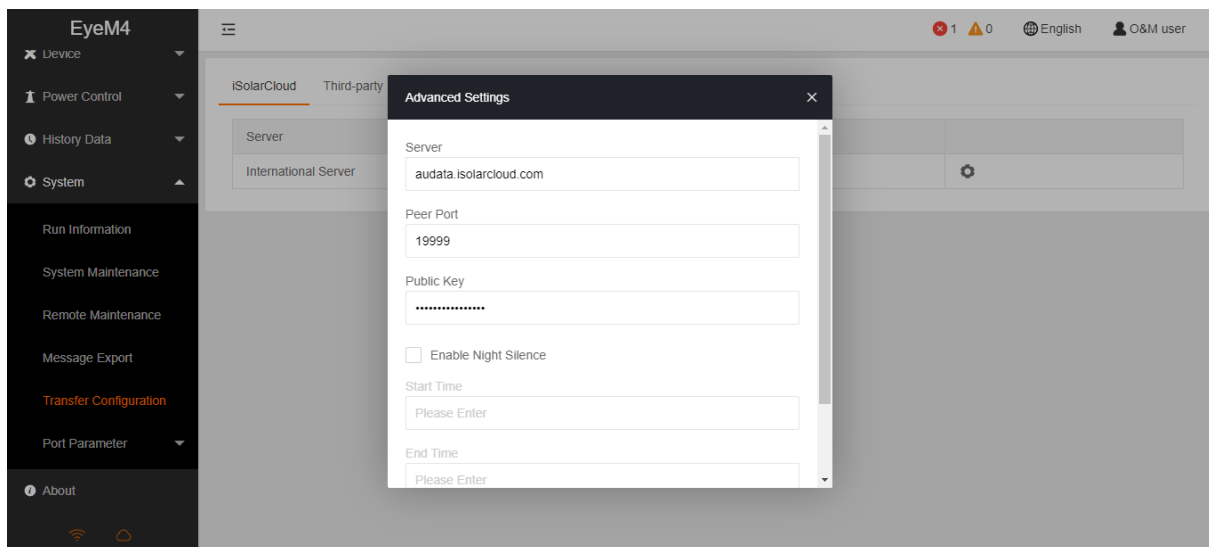 EyeM4
1 0 English O&M user
Device
Power Control
History Data
System
Run Information
System Maintenance
Remote Maintenance
Message Export
Transfer Configuration
Port Parameter
About
iSolarCloud Third-party
Server
International Server
Advanced Settings
Server
audata.isolarcloud.com
Peer Port
19999
Public Key
••••••••••••••••
Enable Night Silence
Start Time
Please Enter
End Time
Please Enter